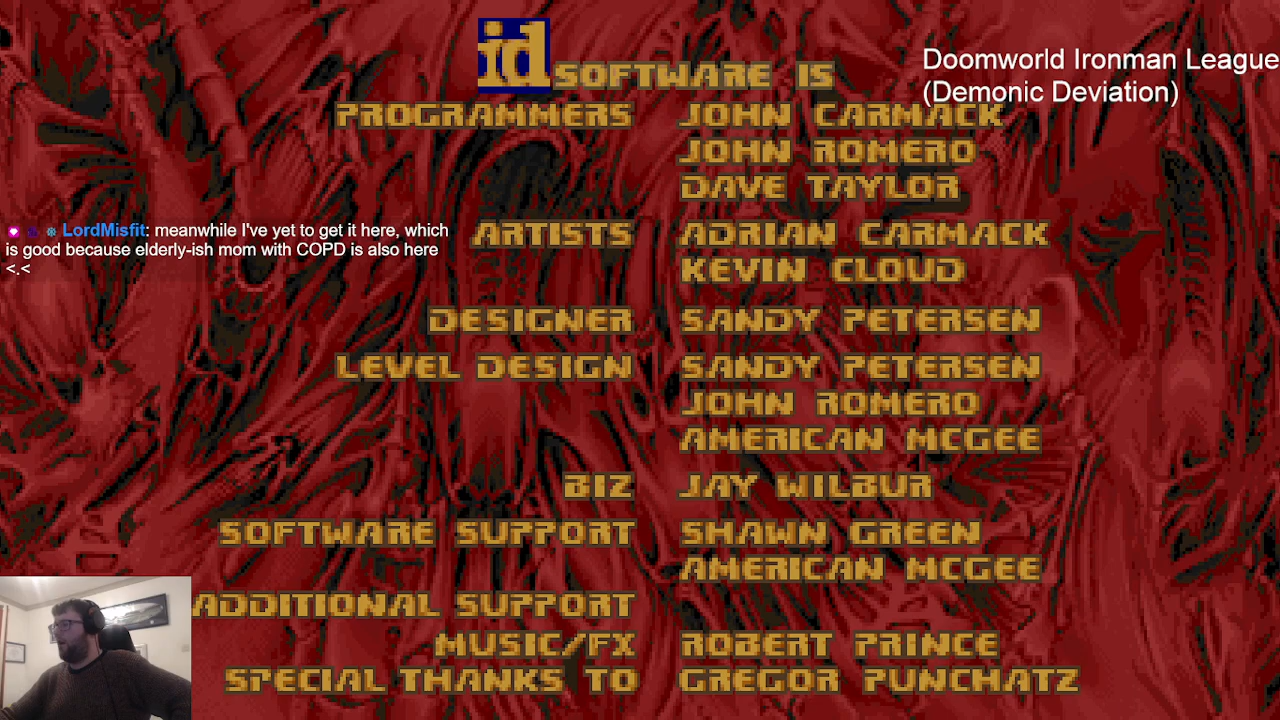 id SOFTWARE IS
Doomworld Ironman League
(Demonic Deviation)
PROGRAMMERS JOHN CARMACK
JOHN ROMERO
DAVE TAYLOR
LordMisfit: meanwhile I've yet to get it here, which
is good because elderly-ish mom with COPD is also here
<.<
ARTISTS ADRIAN CARMACK
KEVIN CLOUD
DESIGNER SANDY PETERSEN
LEVEL DESIGN SANDY PETERSEN
JOHN ROMERO
AMERICAN MCGEE
BIZ JAY WILBUR
SOFTWARE SUPPORT SHAWN GREEN
AMERICAN MCGEE
ADDITIONAL SUPPORT
MUSIC/FX ROBERT PRINCE
SPECIAL THANKS TO GREGOR PUNCHATZ